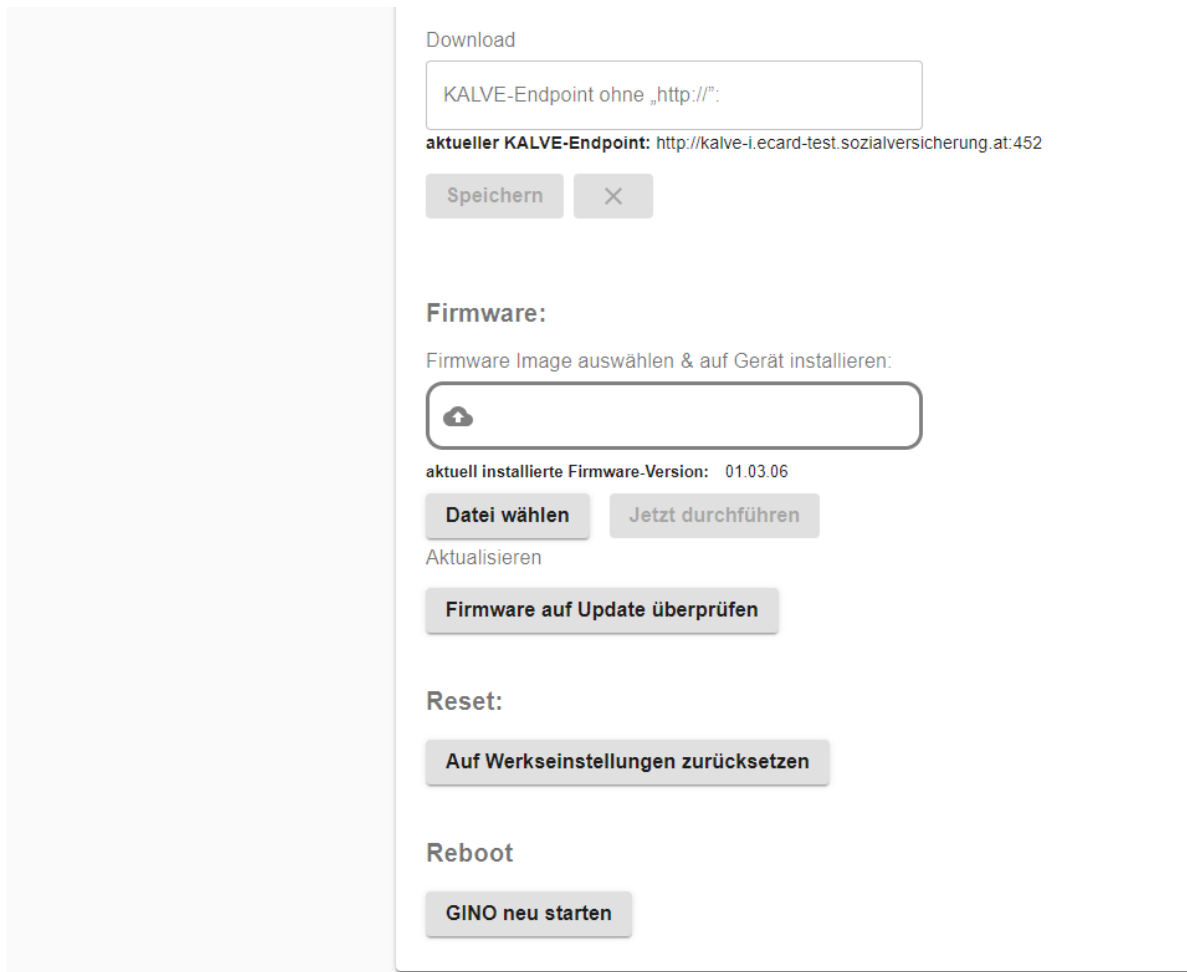 Download
KALVE-Endpoint ohne „http://”:
aktueller KALVE-Endpoint: http://kalve-i.ecard-test.sozialversicherung.at:452
Speichern
Firmware:
Firmware Image auswählen & auf Gerät installieren:
aktuell installierte Firmware-Version: 01.03.06
Datei wählen Jetzt durchführen
Aktualisieren
Firmware auf Update überprüfen
Reset:
Auf Werkseinstellungen zurücksetzen
Reboot
GINO neu starten